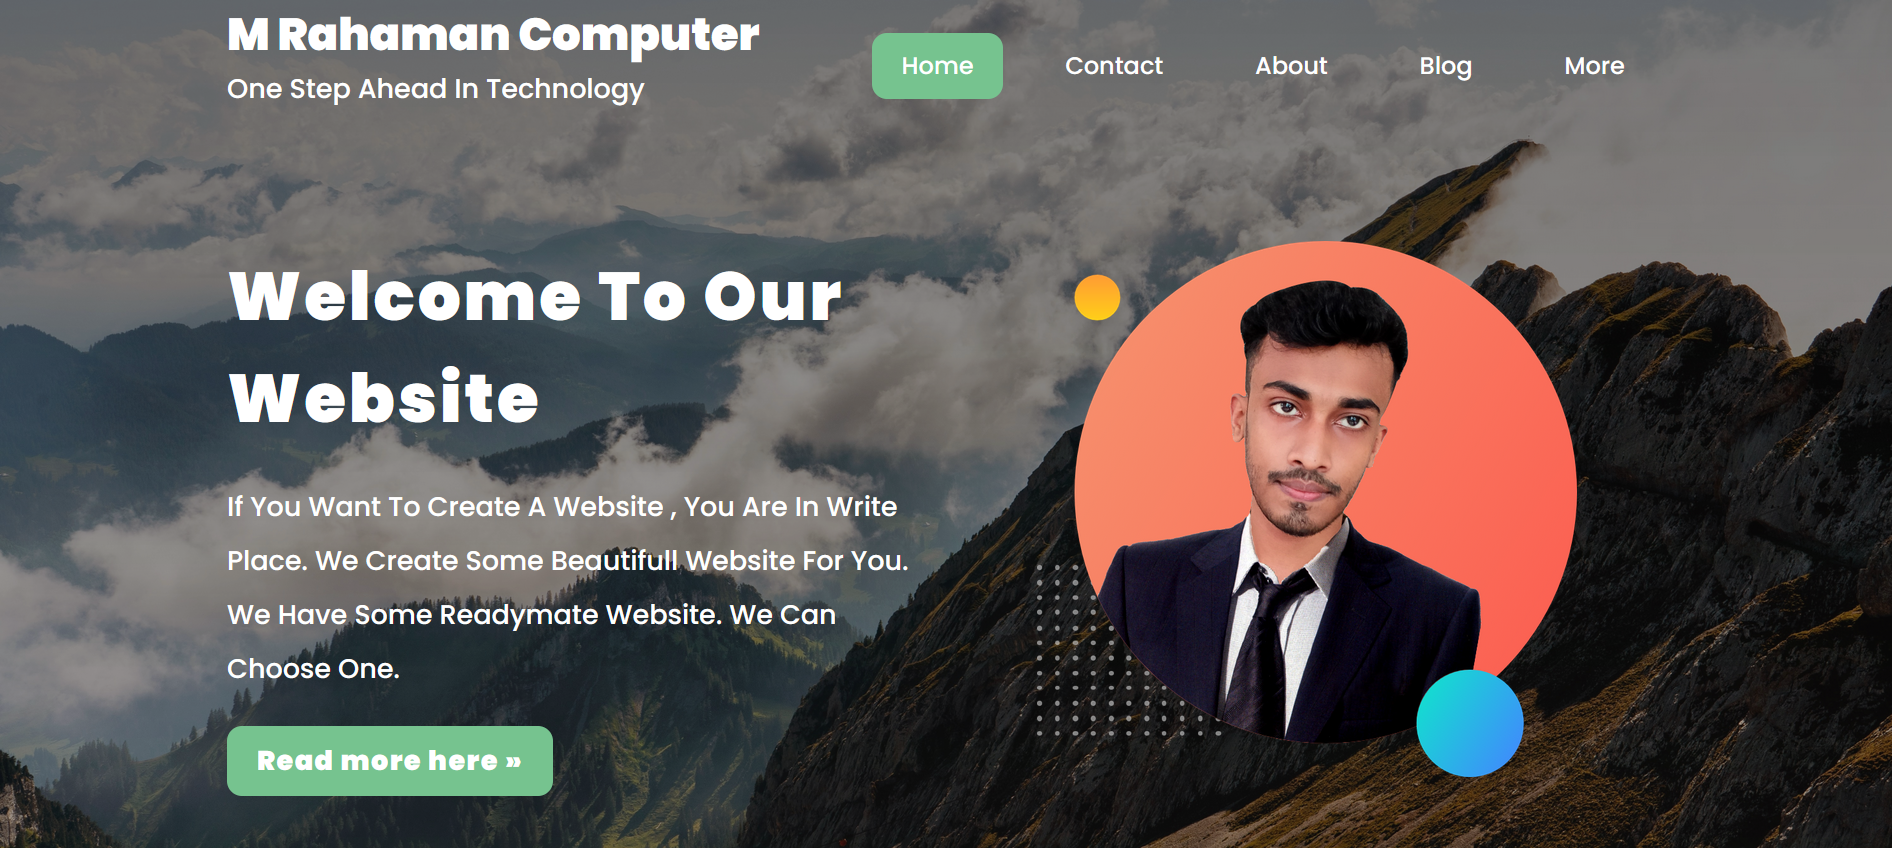 M Rahaman Computer
One Step Ahead In Technology
Home
Contact
About
Blog
More
Welcome To Our
Website
If You Want To Create A Website , You Are In Write
Place. We Create Some Beautifull Website For You.
We Have Some Readymate Website. We Can
Choose One.
Read more here »